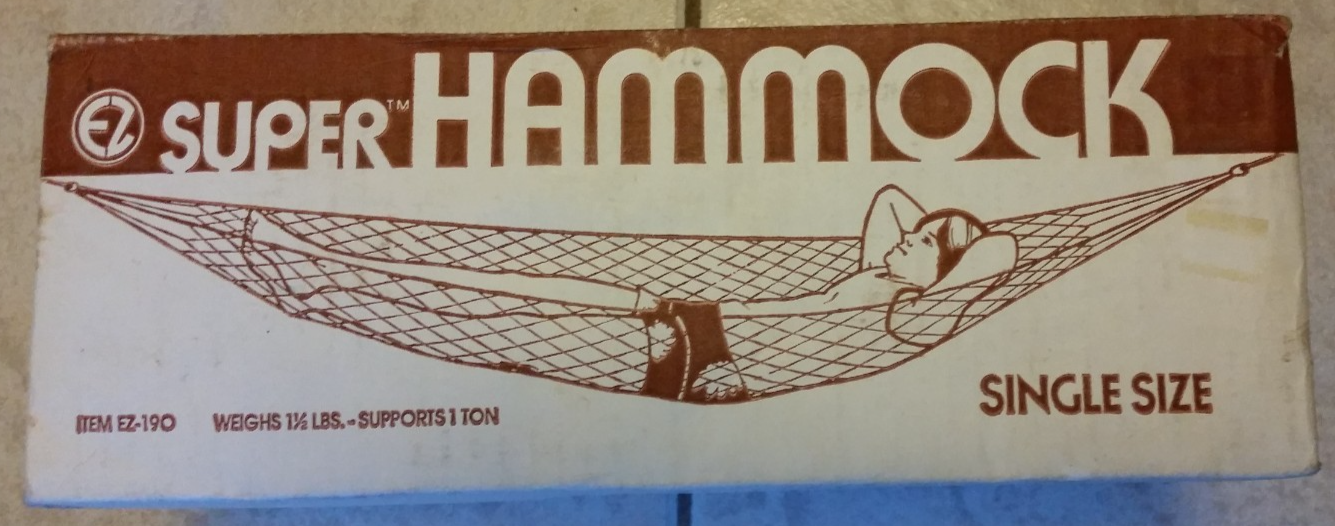 EZ SUPER™ HAMMOCK
SINGLE SIZE
ITEM EZ-190 WEIGHS 1½ LBS. - SUPPORTS 1 TON